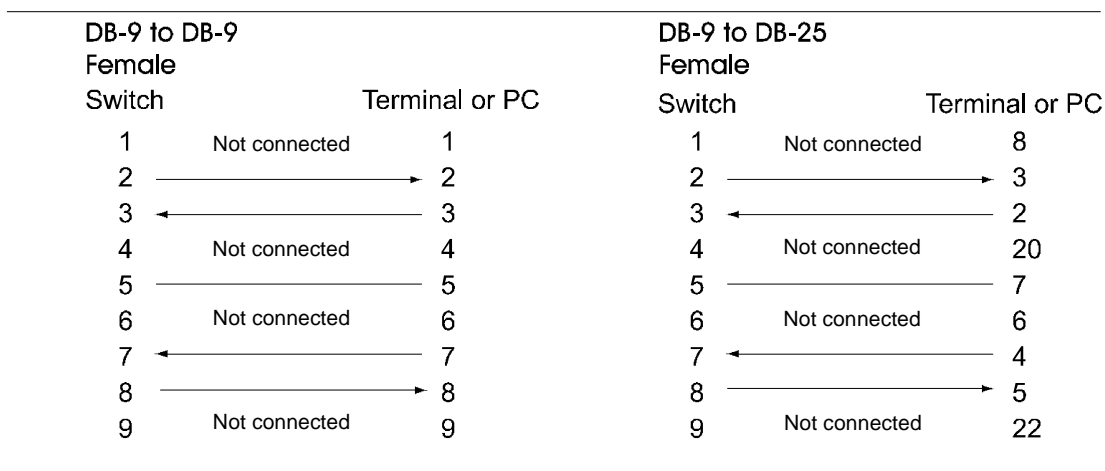 DB-9 to DB-9
Female
Switch Terminal or PC
1 Not connected 1
2 2
3 3
4 Not connected 4
5 5
6 Not connected 6
7 7
8 8
9 Not connected 9
DB-9 to DB-25
Female
Switch Terminal or PC
1 Not connected 8
2 3
3 2
4 Not connected 20
5 7
6 Not connected 6
7 4
8 5
9 Not connected 22